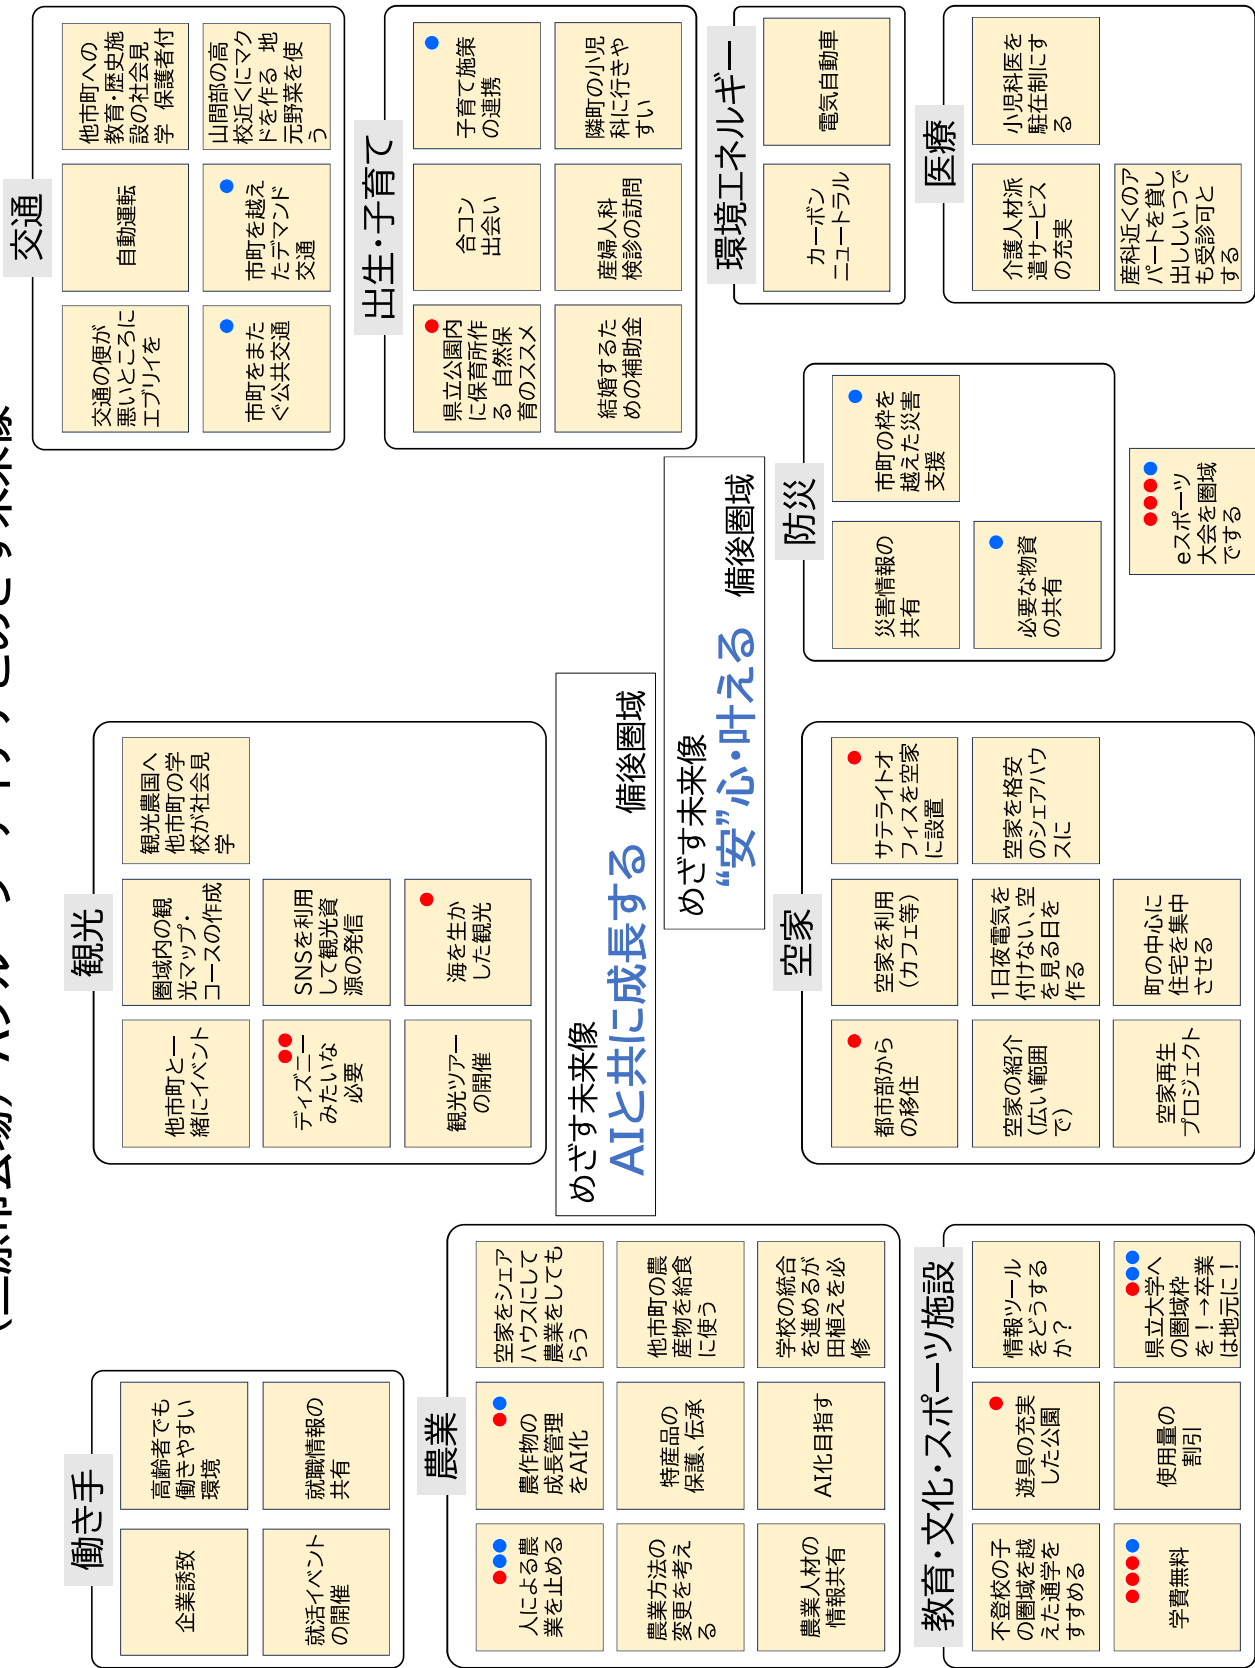 働き手
企業誘致
高齢者でも
働きやすい
環境
就活イベント
の開催
就職情報の
共有
観光
他市町と一
緒にイベント
圏域内の観
光マップ・
コースの作成
観光農国へ
他市町の学
校が社会見
学
ディズニー
みたいな
必要
SNSを利用
して観光資
源の発信
観光ツアー
の開催
海を生か
した観光
交通
交通の便が
悪いところに
エブリィを
自動運転
他市町への
教育・歴史施
設の社会見
学　保護者付
市町をまた
ぐ公共交通
市町を越え
たデマンド
交通
山間部の高
校近くにマク
ドを作る　地
元野菜を使
う
農業
人による農
業を止める
農作物の
成長管理
をAI化
空家をシェア
ハウスにして
農業をしても
らう
農業方法の
変更を考え
る
特産品の
保護、伝承
他市町の農
産物を給食
に使う
農業人材の
情報共有
AI化目指す
学校の統合
を進めるが
田植えを必
修
めざす未来像
AIと共に成長する　備後圏域
めざす未来像
“安”心・叶える　備後圏域
出生・子育て
県立公園内
に保育所作
る　自然保
育のススメ
合コン
出会い
子育て施策
の連携
結婚するた
めの補助金
産婦人科
検診の訪問
隣町の小児
科に行きや
すい
環境エネルギー
カーボン
ニュートラル
電気自動車
教育・文化・スポーツ施設
不登校の子
の圏域を越
えた通学を
すすめる
遊具の充実
した公園
情報ツール
をどうする
か？
学費無料
使用量の
割引
県立大学へ
の圏域枠
を！→卒業
は地元に！
空家
都市部から
の移住
空家を利用
（カフェ等）
サテライトオ
フィスを空家
に設置
空家の紹介
（広い範囲
で）
1日夜電気を
付けない、空
を見る日を
作る
空家を格安
のシェアハウ
スに
空家再生
プロジェクト
町の中心に
住宅を集中
させる
防災
災害情報の
共有
市町の枠を
越えた災害
支援
必要な物資
の共有
eスポーツ
大会を圏域
でする
医療
介護人材派
遣サービス
の充実
小児科医を
駐在制にす
る
産科近くのア
パートを貸し
出ししいつで
も受診可と
する